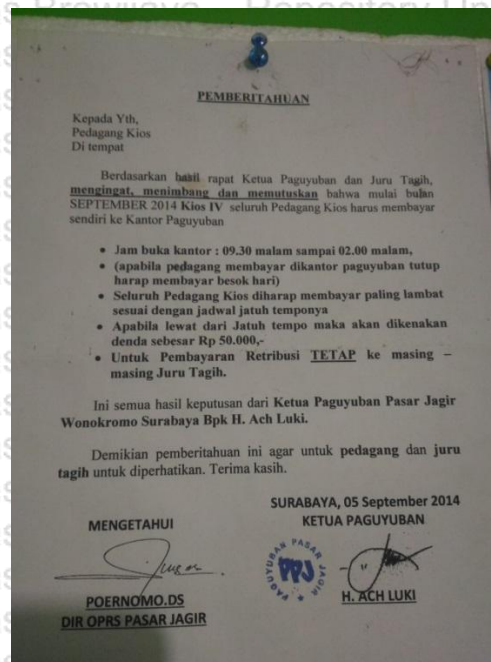 PEMBERITAHUAN
Kepada Yth,
Pedagang Kios
Di tempat
Berdasarkan hasil rapat Ketua Paguyuban dan Juru Tagih,
mengingat, menimbang dan memutuskan bahwa mulai bulan
SEPTEMBER 2014 Kios IV seluruh Pedagang Kios harus membayar
sendiri ke Kantor Paguyuban
• Jam buka kantor : 09.30 malam sampai 02.00 malam,
• (apabila pedagang membayar dikantor paguyuban tutup
harap membayar besok hari)
• Seluruh Pedagang Kios diharap membayar paling lambat
sesuai dengan jadwal jatuh temponya
• Apabila lewat dari Jatuh tempo maka akan dikenakan
denda sebesar Rp 50.000,-
• Untuk Pembayaran Retribusi TETAP ke masing –
masing Juru Tagih.
Ini semua hasil keputusan dari Ketua Paguyuban Pasar Jagir
Wonokromo Surabaya Bpk H. Ach Luki.
Demikian pemberitahuan ini agar untuk pedagang dan juru
tagih untuk diperhatikan. Terima kasih.
SURABAYA, 05 September 2014
MENGETAHUI
KETUA PAGUYUBAN
PAGUYUBAN PASAR JAGIR
PPJ
POERNOMO.DS
H. ACH LUKI
DIR OPRS PASAR JAGIR